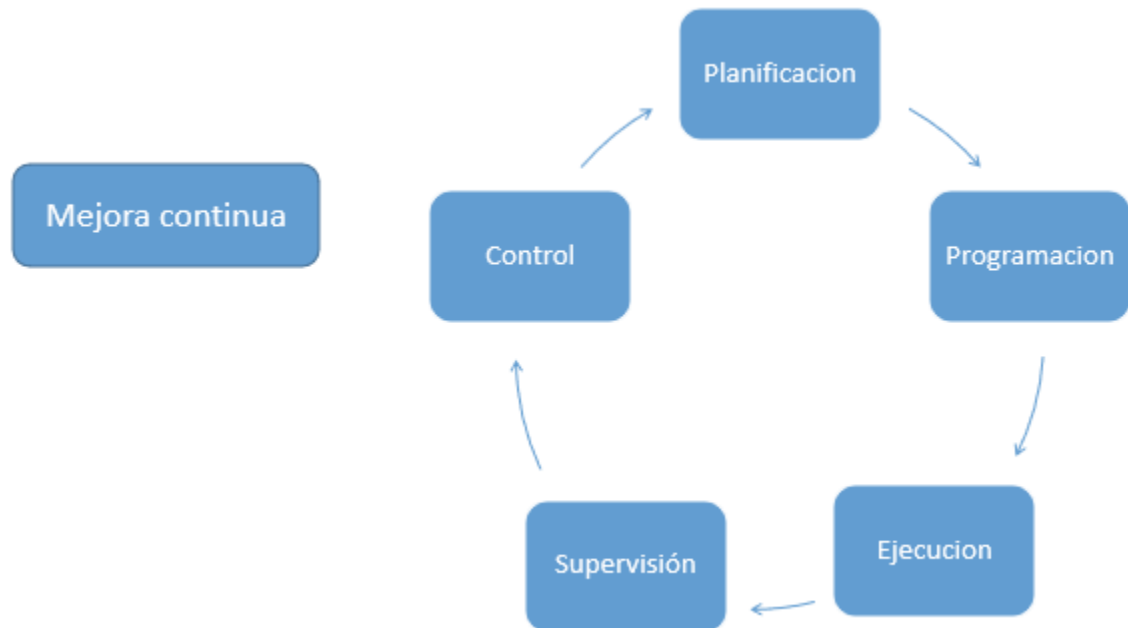 Planificacion
Mejora continua
Control
Programacion
Supervisión
Ejecucion